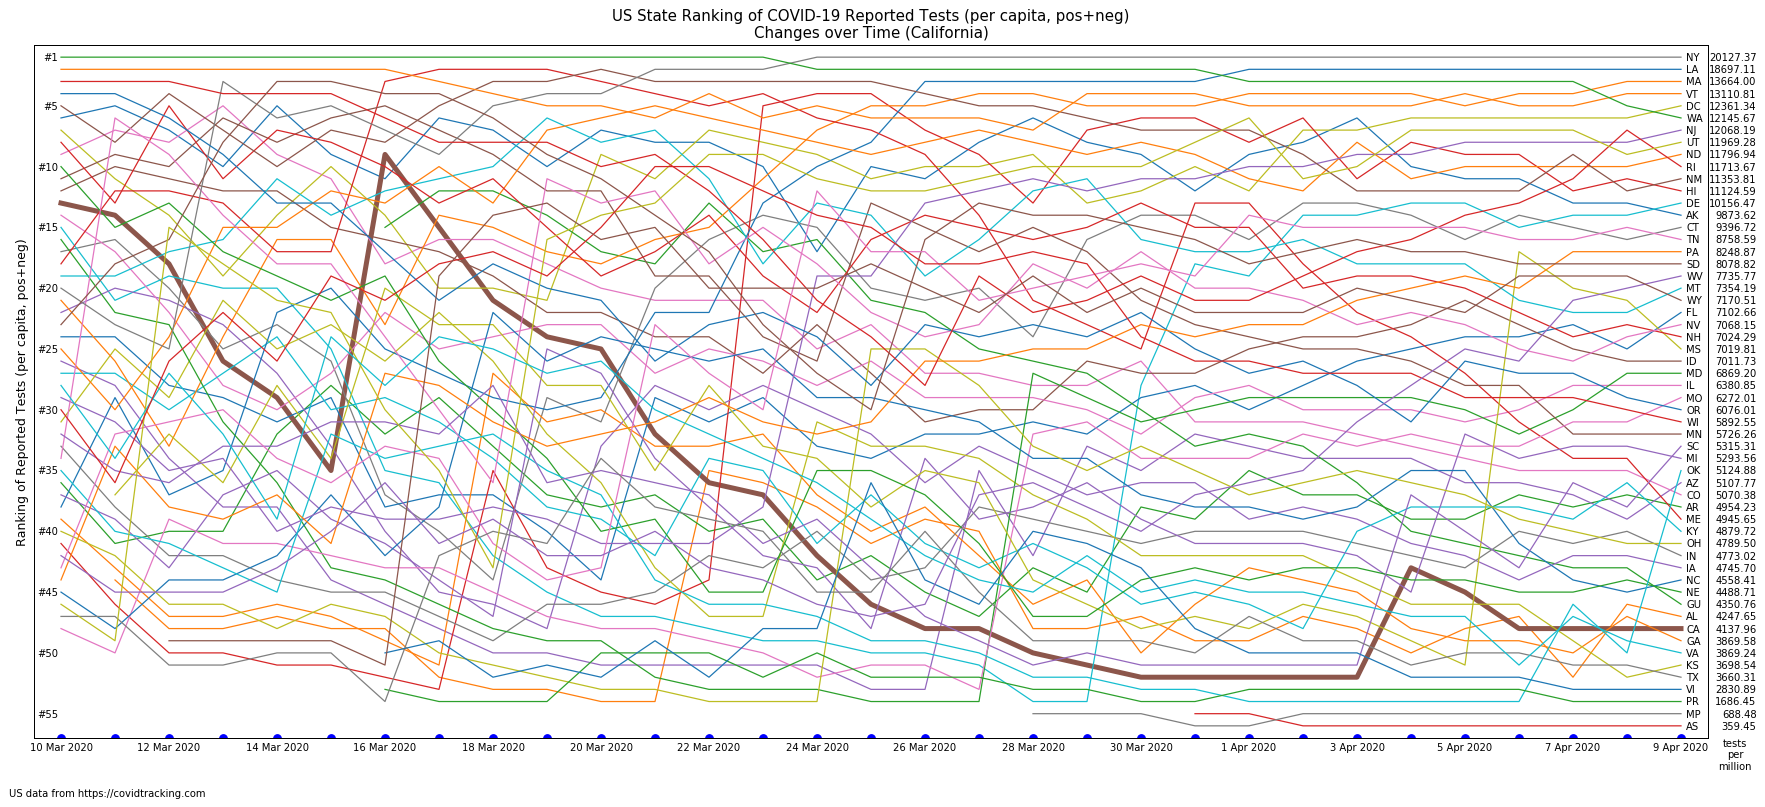 US State Ranking of COVID-19 Reported Tests (per capita, pos+neg)
Changes over Time (California)
Ranking of Reported Tests (per capita, pos+neg)
#1
#5
#10
#15
#20
#25
#30
#35
#40
#45
#50
#55
NY 20127.37
LA 18697.11
MA 13664.00
VT 13110.81
DC 12361.34
WA 12145.67
NJ 12068.19
UT 11969.28
ND 11796.94
RI 11713.67
NM 11353.81
HI 11124.59
DE 10156.47
AK 9873.62
CT 9396.72
TN 8758.59
PA 8248.87
SD 8078.82
WV 7735.77
MT 7354.19
WY 7170.51
FL 7102.66
NV 7068.15
NH 7024.29
MS 7019.81
ID 7011.73
MD 6869.20
IL 6380.85
MO 6272.01
OR 6076.01
WI 5892.55
MN 5726.26
SC 5315.31
MI 5293.56
OK 5124.88
AZ 5107.77
CO 5070.38
AR 4954.23
ME 4945.65
KY 4879.72
OH 4789.50
IN 4773.02
IA 4745.70
NC 4558.41
NE 4488.71
GU 4350.76
AL 4247.65
CA 4137.96
GA 3869.58
VA 3869.24
KS 3698.54
TX 3660.31
VI 2830.89
PR 1686.45
MP 688.48
AS 359.45
10 Mar 2020 12 Mar 2020 14 Mar 2020 16 Mar 2020 18 Mar 2020 20 Mar 2020 22 Mar 2020 24 Mar 2020 26 Mar 2020 28 Mar 2020 30 Mar 2020 1 Apr 2020 3 Apr 2020 5 Apr 2020 7 Apr 2020 9 Apr 2020
tests
per
million
US data from https://covidtracking.com